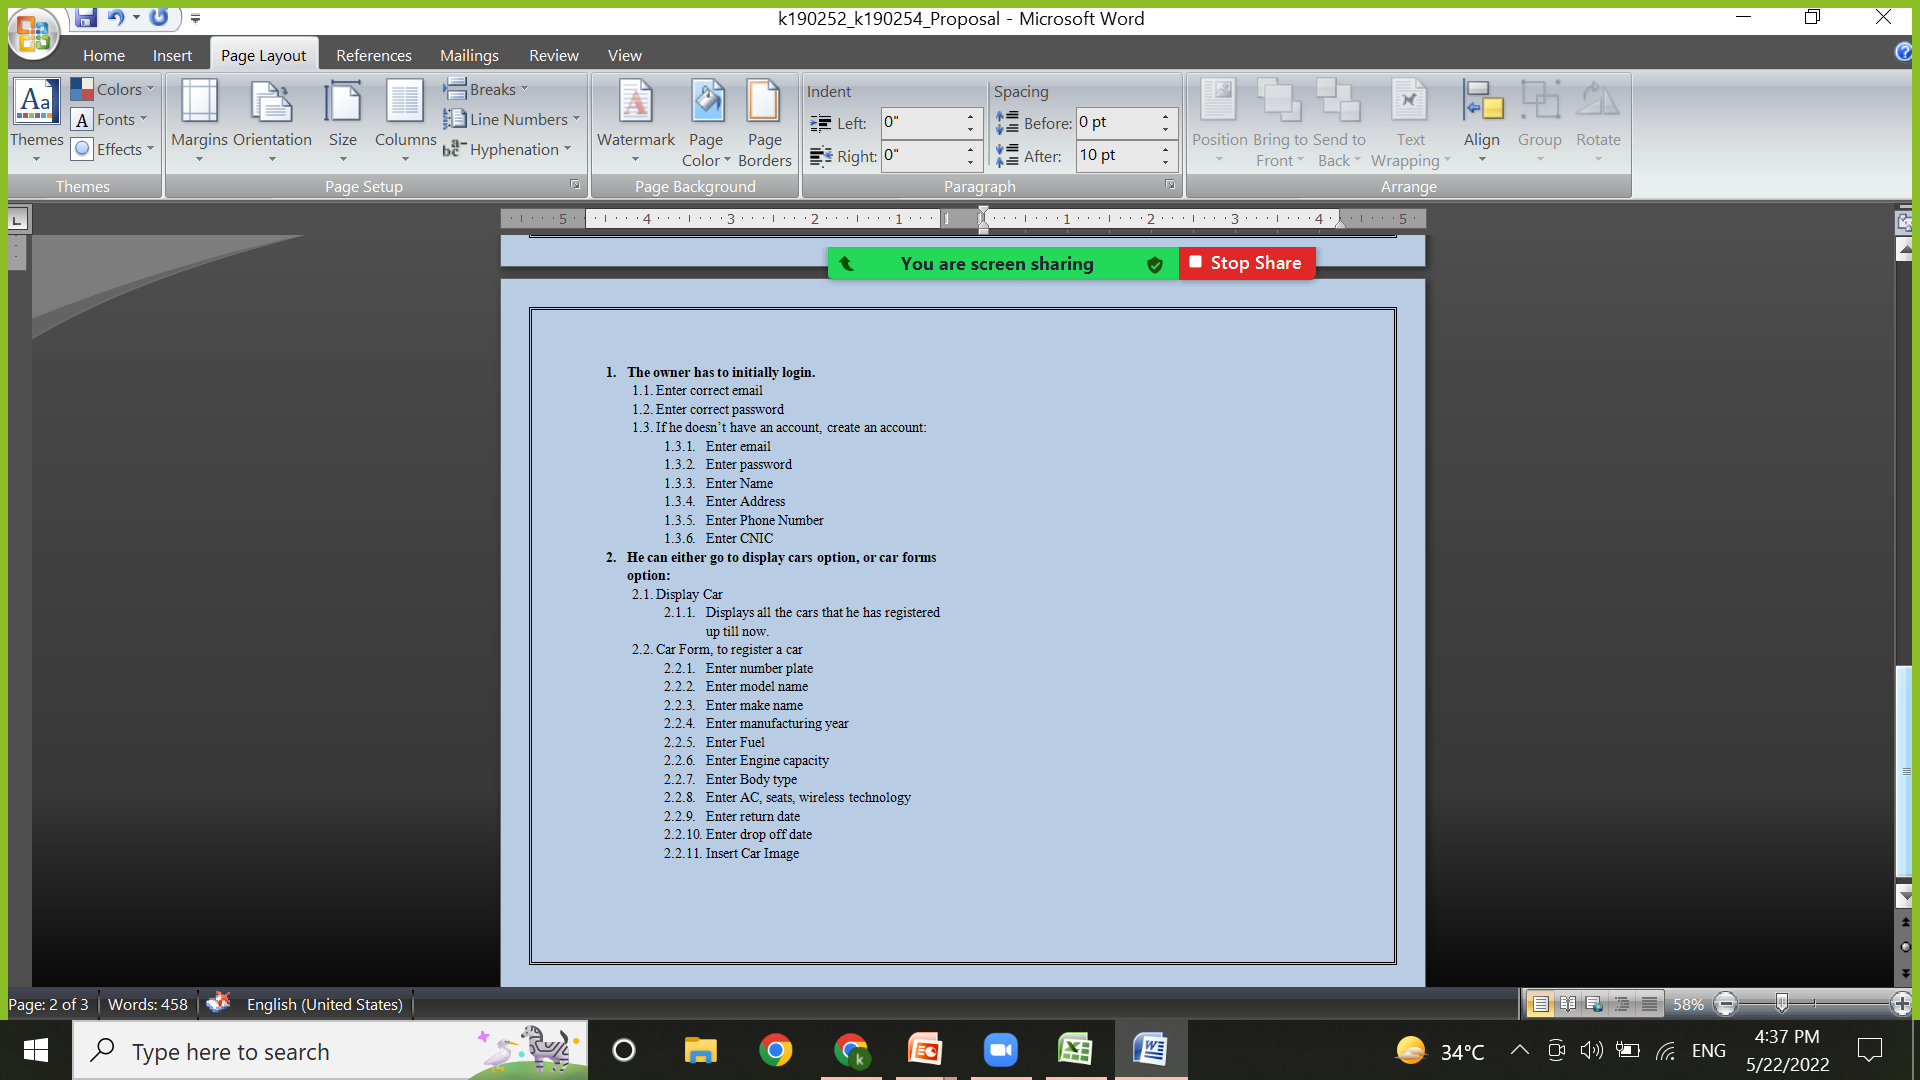 k190252_k190254_Proposal - Microsoft Word
Home Insert Page Layout References Mailings Review View
Aa Themes
Colors
A Fonts
Effects
Themes
Margins Orientation Size Columns
Breaks
Line Numbers
Hyphenation
Page Setup
Watermark Page Color Page Borders
Page Background
Indent
Left: 0"
Right: 0"
Spacing
Before: 0 pt
After: 10 pt
Paragraph
Position Bring to Front Send to Back Text Wrapping Align Group Rotate
Arrange
5 4 3 2 1 1 2 3 4 5
You are screen sharing Stop Share
1. The owner has to initially login.
1.1. Enter correct email
1.2. Enter correct password
1.3. If he doesn’t have an account, create an account:
1.3.1. Enter email
1.3.2. Enter password
1.3.3. Enter Name
1.3.4. Enter Address
1.3.5. Enter Phone Number
1.3.6. Enter CNIC
2. He can either go to display cars option, or car forms
option:
2.1. Display Car
2.1.1. Displays all the cars that he has registered
up till now.
2.2. Car Form, to register a car
2.2.1. Enter number plate
2.2.2. Enter model name
2.2.3. Enter make name
2.2.4. Enter manufacturing year
2.2.5. Enter Fuel
2.2.6. Enter Engine capacity
2.2.7. Enter Body type
2.2.8. Enter AC, seats, wireless technology
2.2.9. Enter return date
2.2.10. Enter drop off date
2.2.11. Insert Car Image
Page: 2 of 3 Words: 458 English (United States) 58%
Type here to search
34°C ENG
4:37 PM
5/22/2022